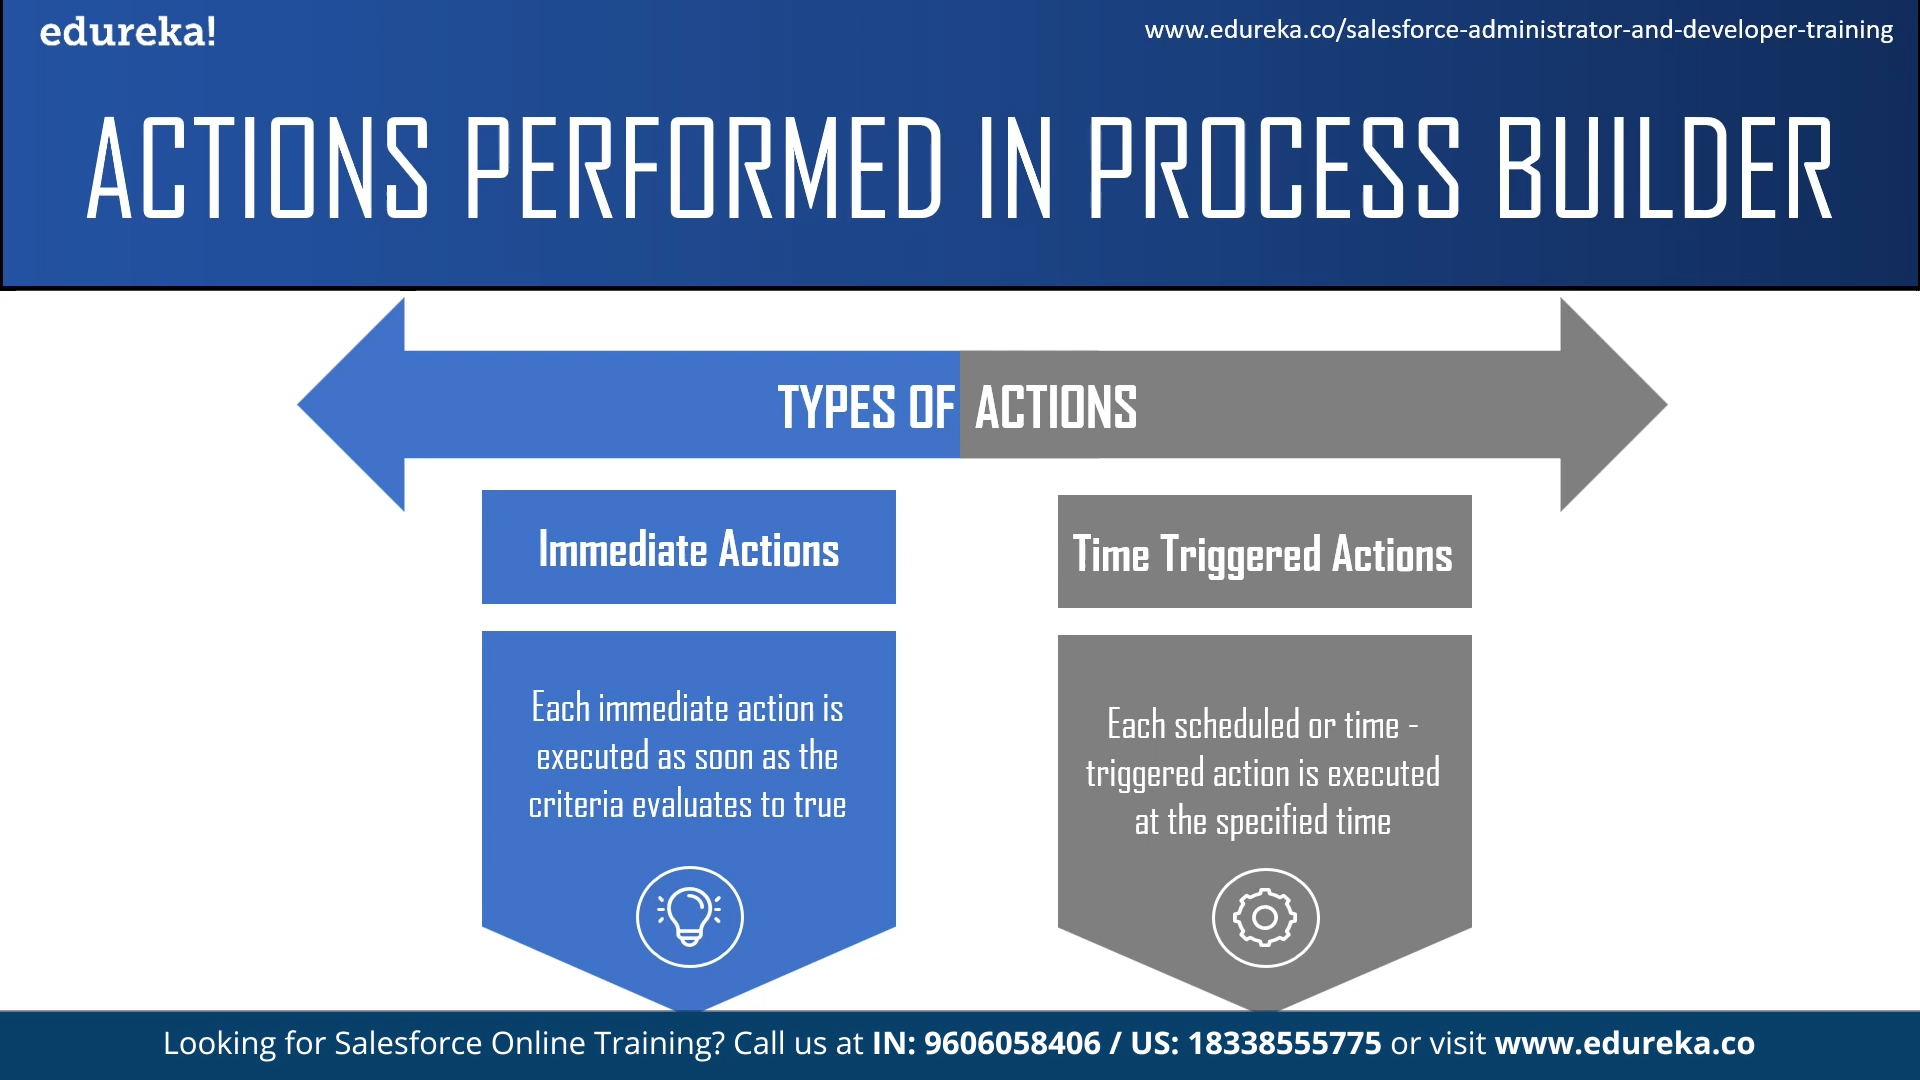 edureka!
www.edureka.co/salesforce-administrator-and-developer-training
ACTIONS PERFORMED IN PROCESS BUILDER
TYPES OF ACTIONS
Immediate Actions
Each immediate action is
executed as soon as the
criteria evaluates to true
Time Triggered Actions
Each scheduled or time -
triggered action is executed
at the specified time
Looking for Salesforce Online Training? Call us at IN: 9606058406 / US: 18338555775 or visit www.edureka.co